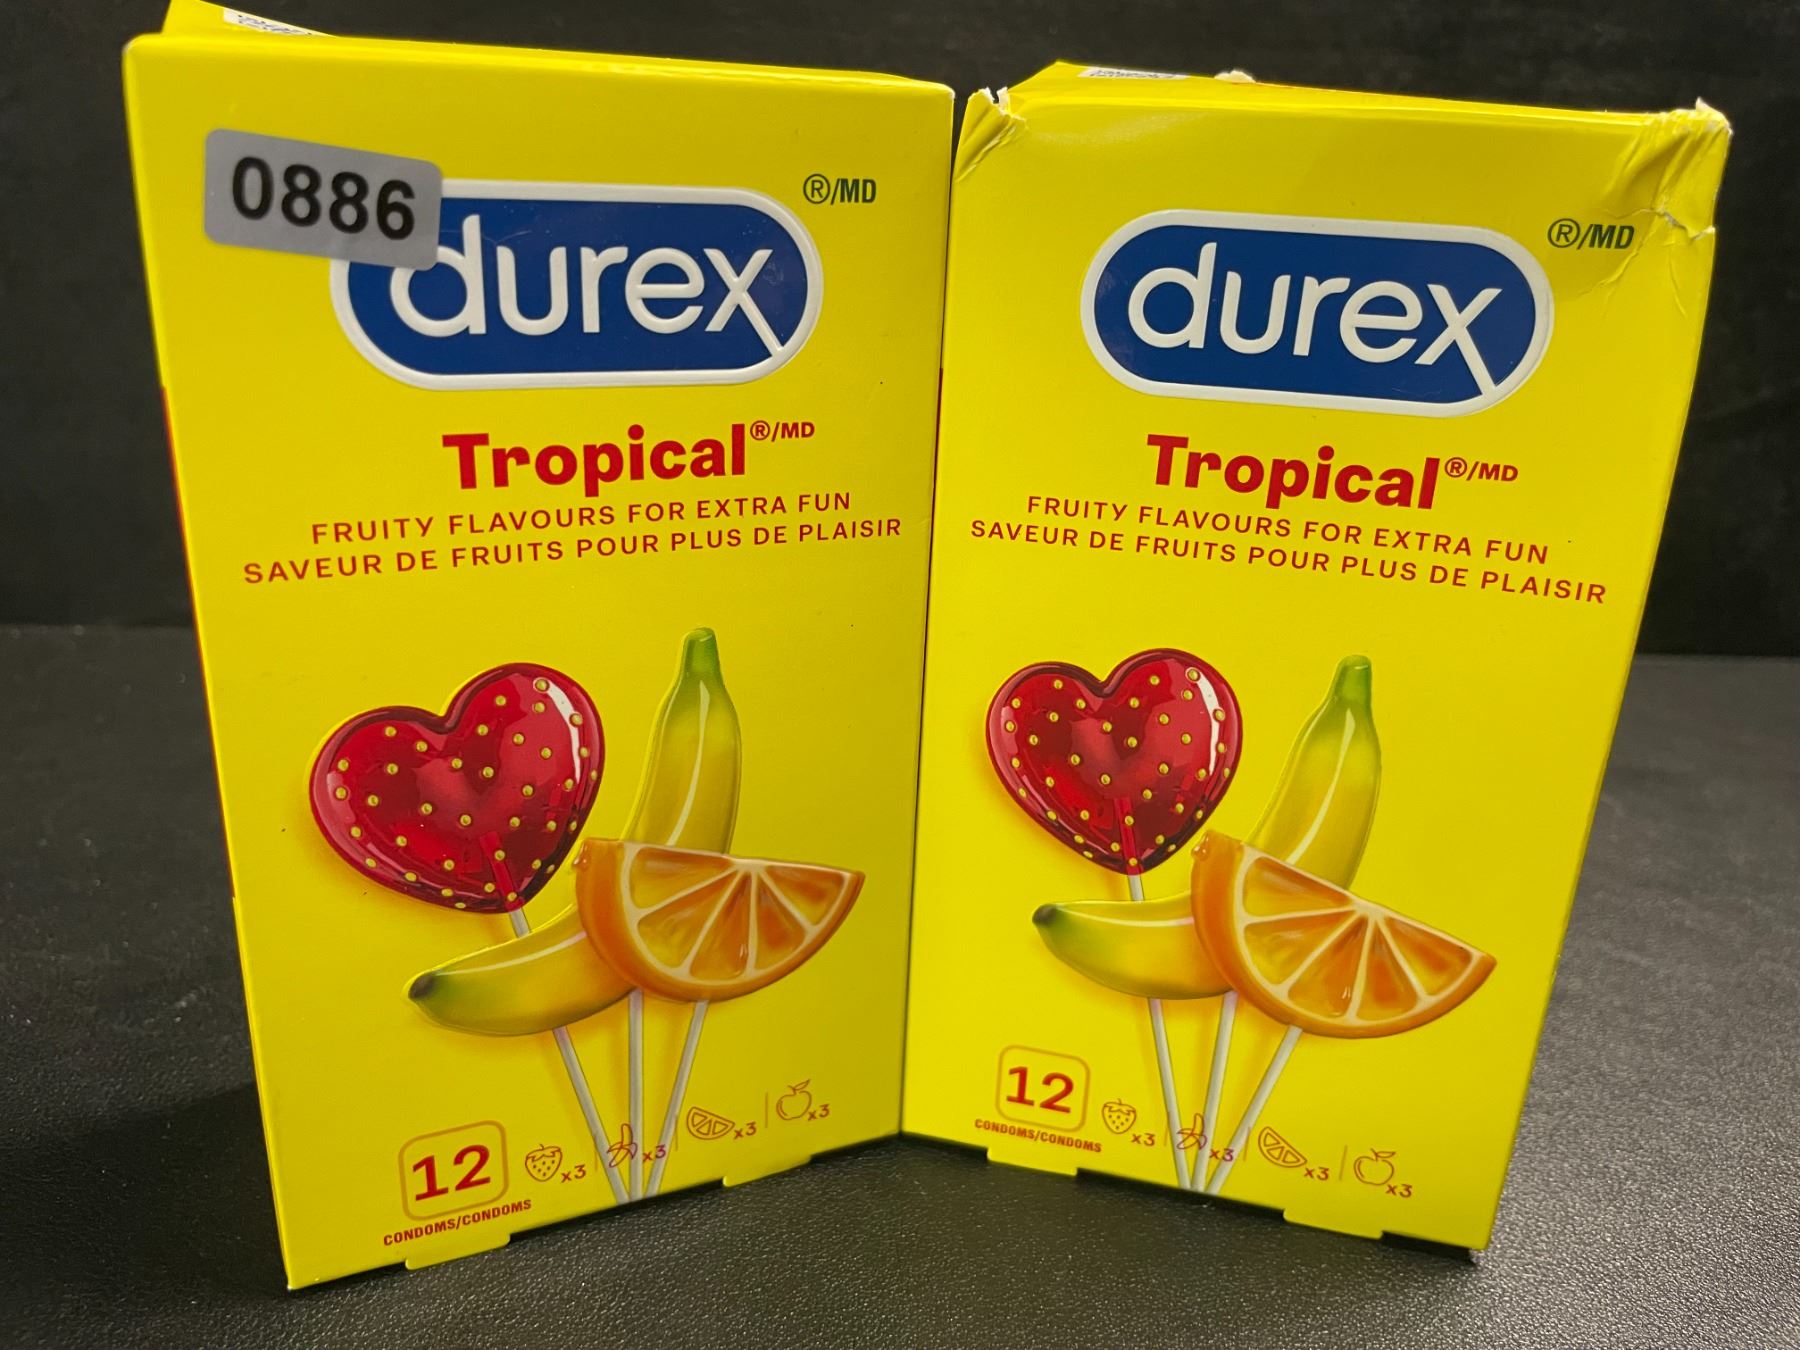 0886
durex
®/MD
Tropical®/MD
FRUITY FLAVOURS FOR EXTRA FUN
SAVEUR DE FRUITS POUR PLUS DE PLAISIR
12
x3
x3
x3
x3
CONDOMS/CONDOMS
durex
®/MD
Tropical®/MD
FRUITY FLAVOURS FOR EXTRA FUN
SAVEUR DE FRUITS POUR PLUS DE PLAISIR
12
x3
x3
x3
x3
CONDOMS/CONDOMS